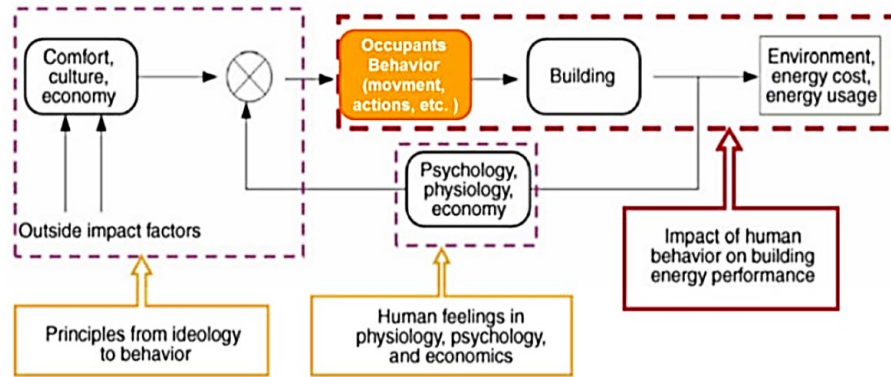 Comfort,
culture,
economy
Occupants
Behavior
(movment,
actions, etc. )
Building
Environment,
energy cost,
energy usage
Psychology,
physiology,
economy
Outside impact factors
Impact of human
behavior on building
energy performance
Principles from ideology
to behavior
Human feelings in
physiology, psychology,
and economics